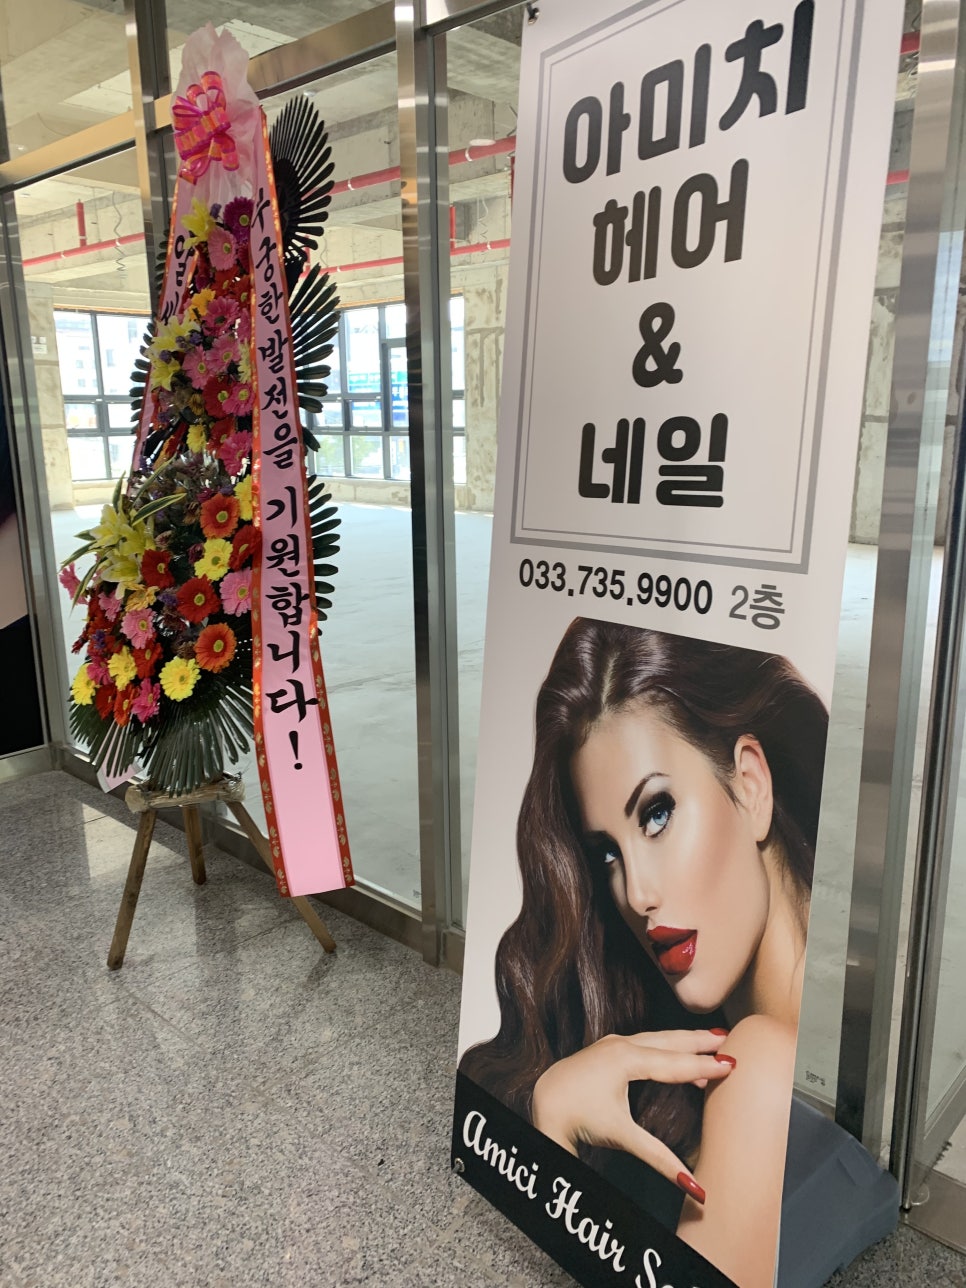 무궁한 발전을 기원합니다!
아미치
헤어
&
네일
033.735.9900 2층
Amici Hair